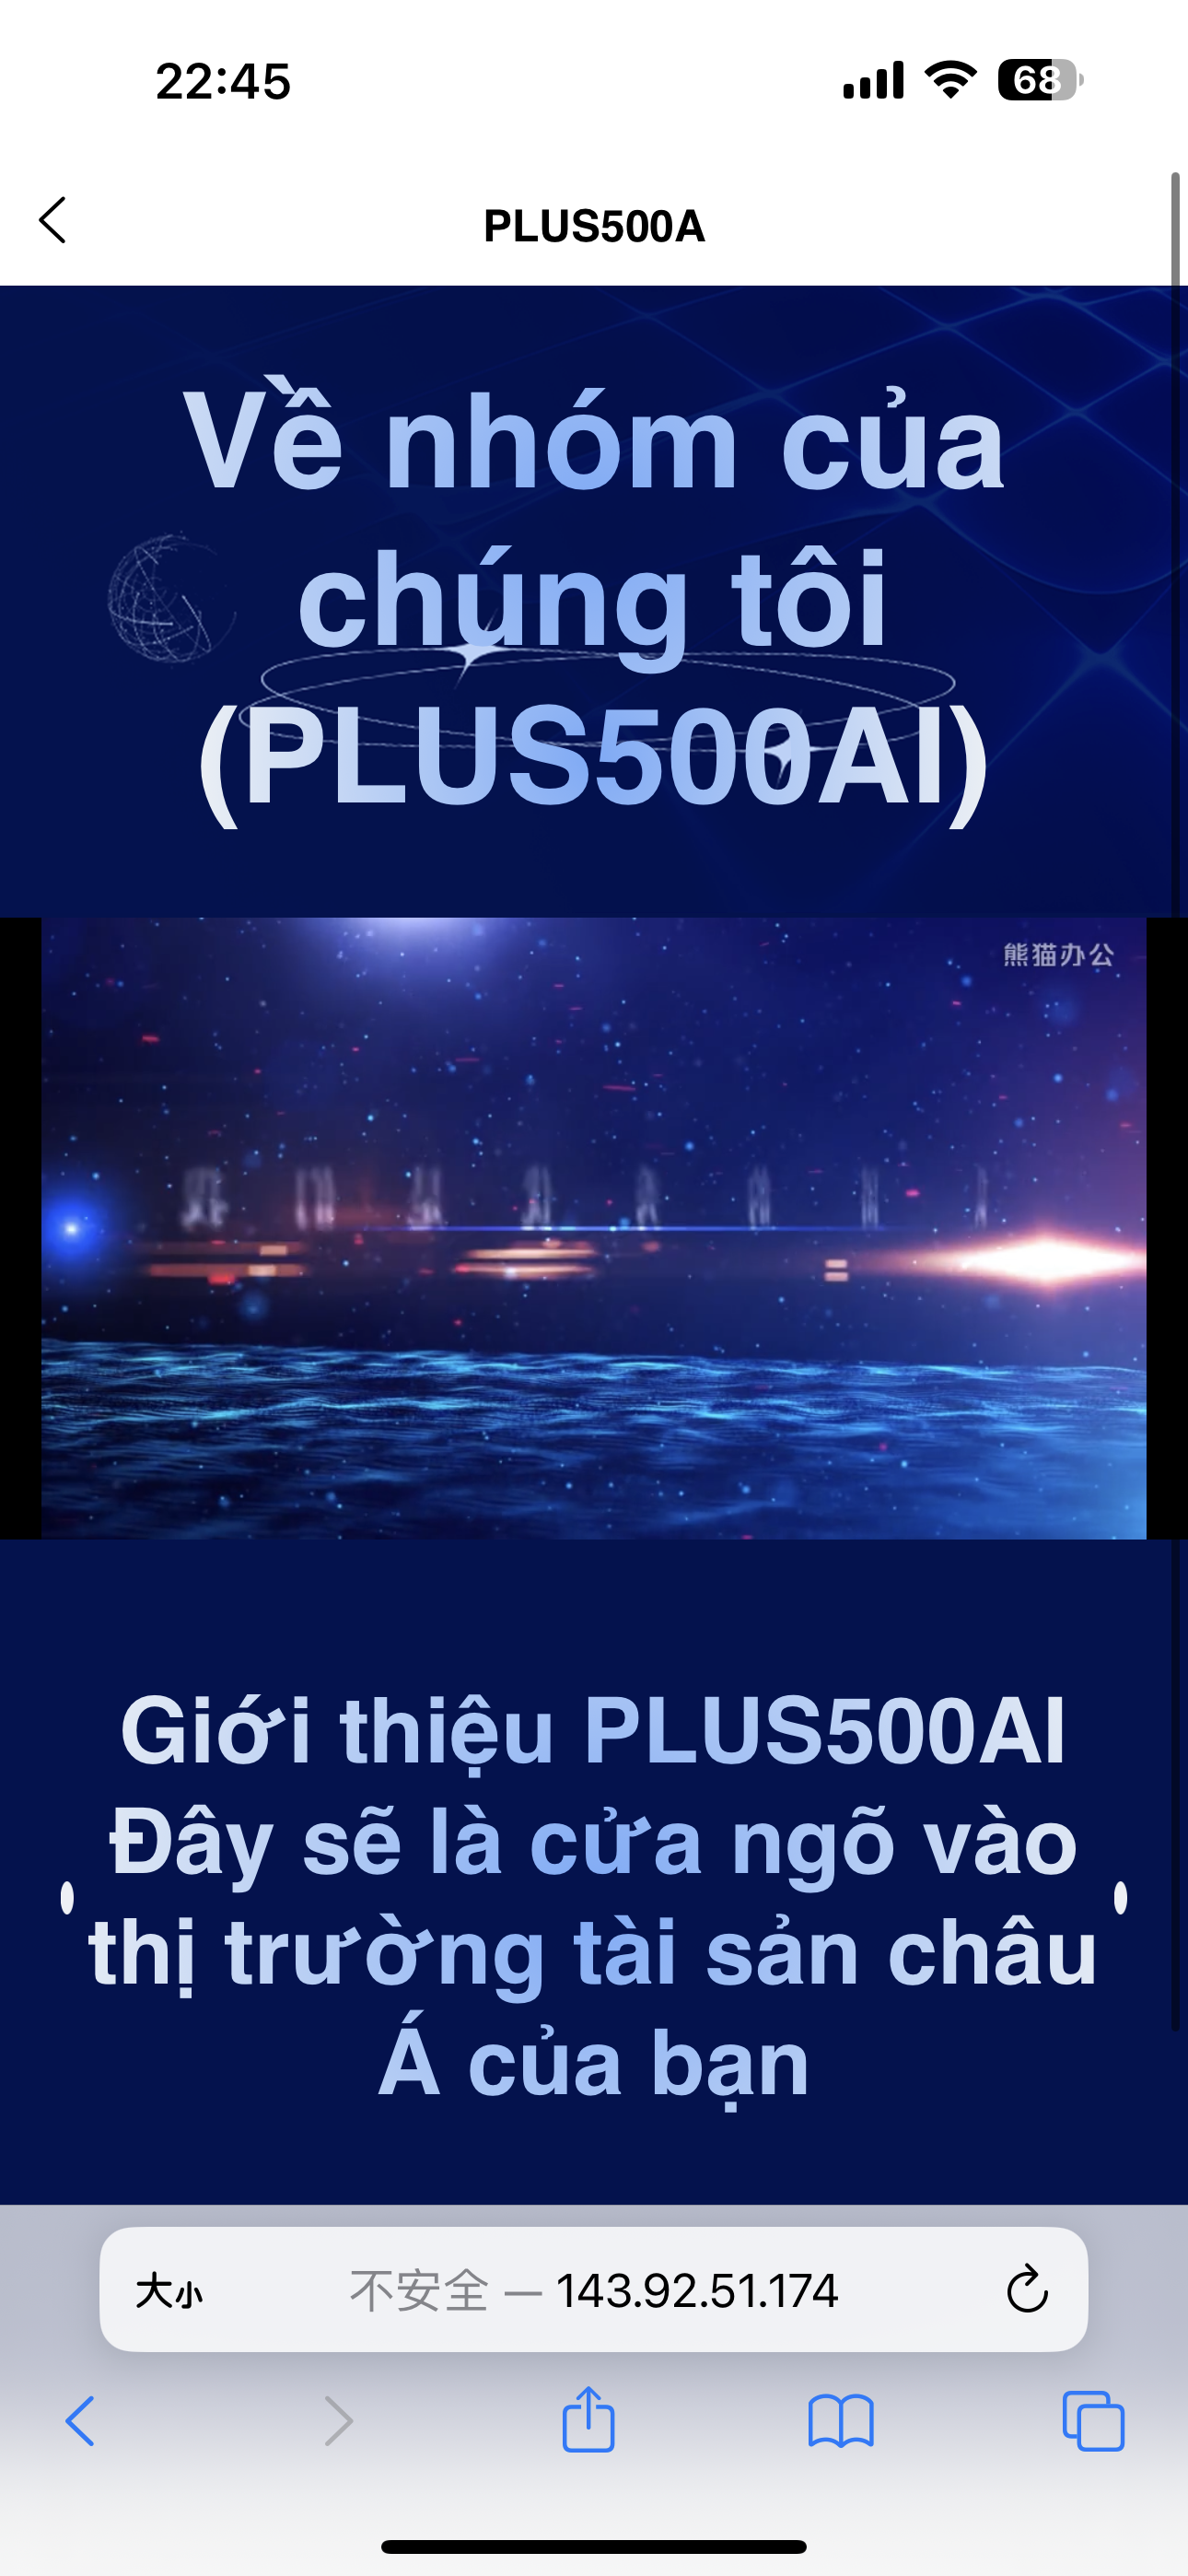 22:45
68
PLUS500A
Về nhóm của
chúng tôi
(PLUS500AI)
熊猫办公
Giới thiệu PLUS500AI
Đây sẽ là cửa ngõ vào
thị trường tài sản châu
Á của bạn
大小 不安全 — 143.92.51.174